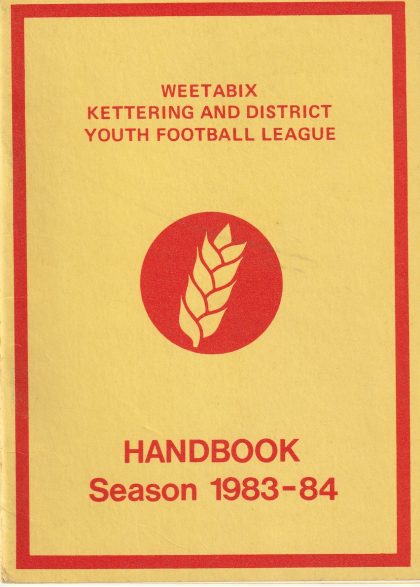 WEETABIX
KETTERING AND DISTRICT
YOUTH FOOTBALL LEAGUE
HANDBOOK
Season 1983-84